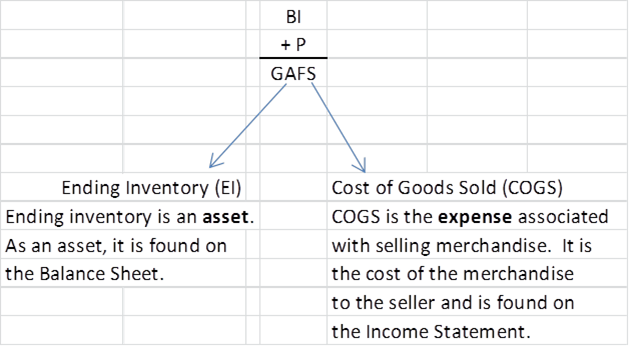 BI
+ P
GAFS
Ending Inventory (EI)
Ending inventory is an asset.
As an asset, it is found on
the Balance Sheet.
Cost of Goods Sold (COGS)
COGS is the expense associated
with selling merchandise.  It is
the cost of the merchandise
to the seller and is found on
the Income Statement.